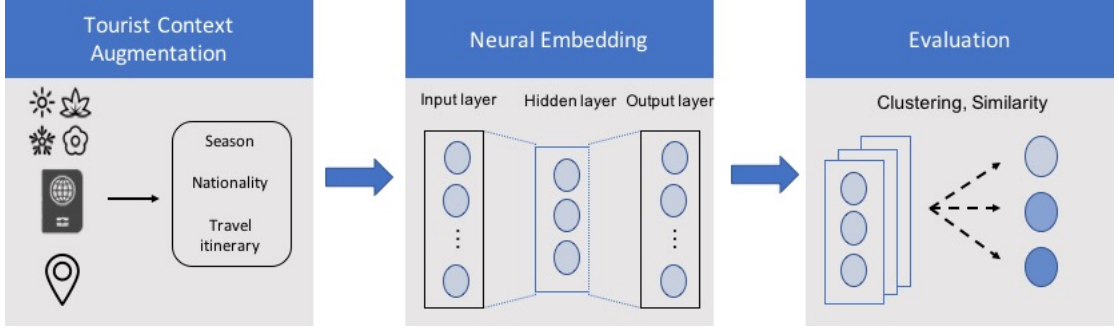 Tourist Context
Augmentation
Season
Nationality
Travel
itinerary
Neural Embedding
Input layer
Hidden layer
Output layer
Evaluation
Clustering, Similarity